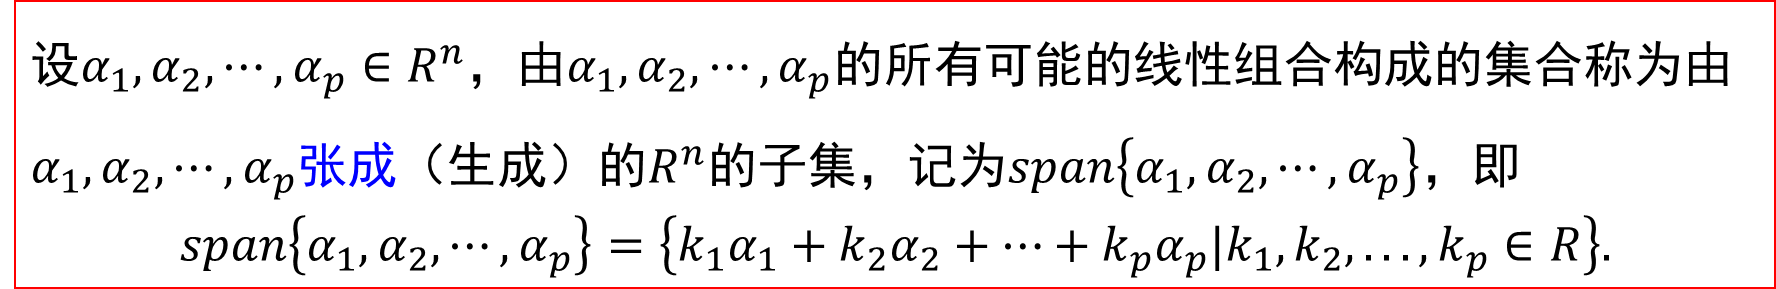 设α₁, α₂, ⋯ , αₚ ∈ Rⁿ，由α₁, α₂, ⋯ , αₚ的所有可能的线性组合构成的集合称为由
α₁, α₂, ⋯ , αₚ张成（生成）的Rⁿ的子集，记为span{α₁, α₂, ⋯ , αₚ}，即
span{α₁, α₂, ⋯ , αₚ} = {k₁α₁ + k₂α₂ + ⋯ + kₚαₚ|k₁, k₂, . . . , kₚ ∈ R}.